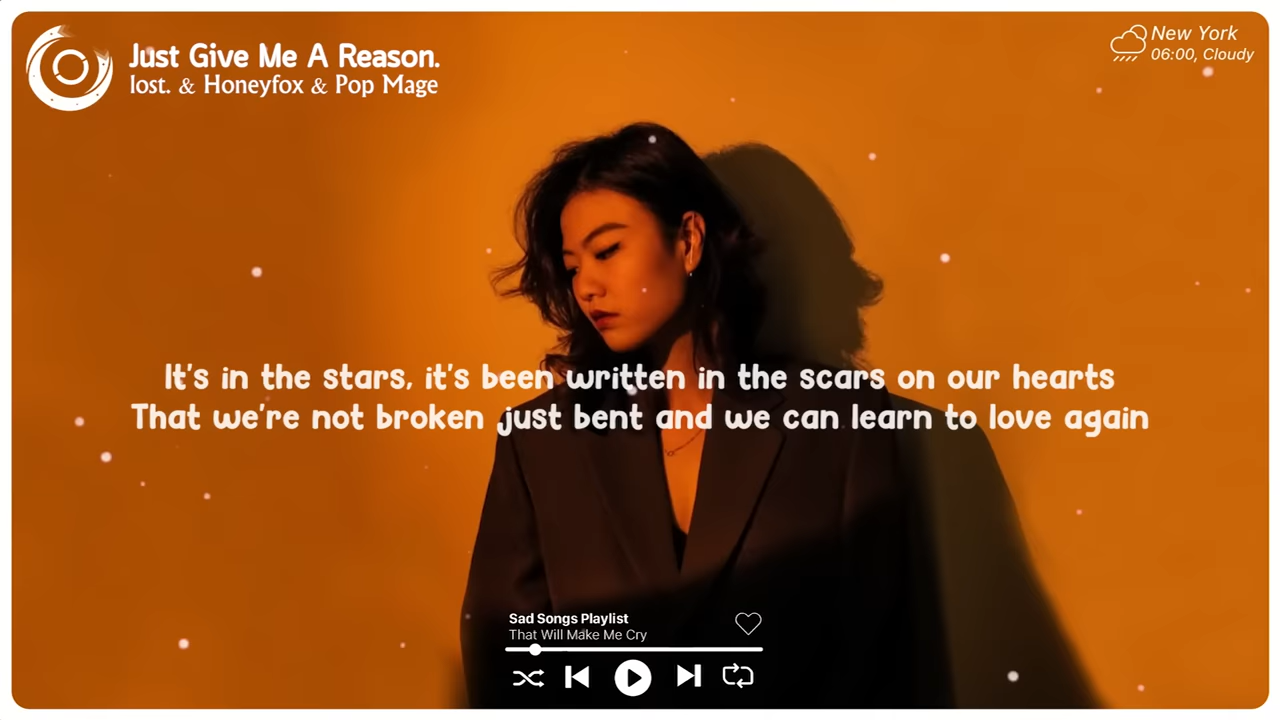 Just Give Me A Reason.
lost. & Honeyfox & Pop Mage
New York
06:00, Cloudy
It's in the stars, it's been written in the scars on our hearts
That we're not broken just bent and we can learn to love again
Sad Songs Playlist
That Will Make Me Cry